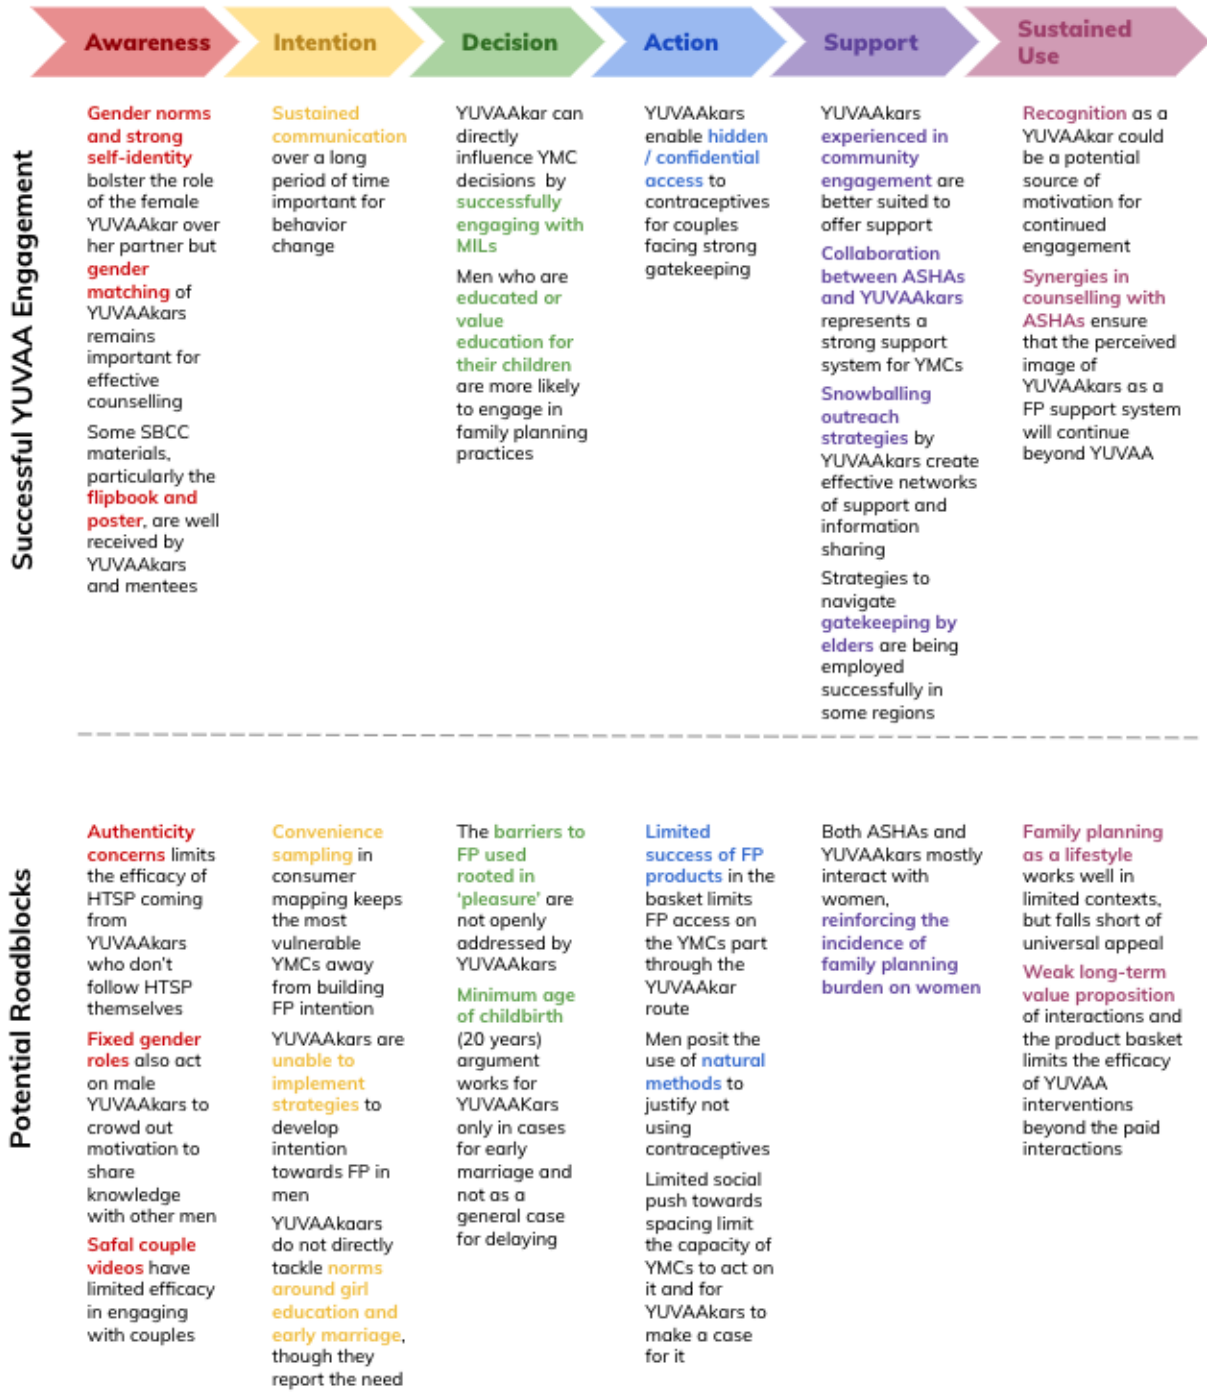 Awareness
Intention
Decision
Action
Support
Sustained
Use
Successful YUVAA Engagement
Gender norms
and strong
self-identity
bolster the role
of the female
YUVAAkar over
her partner but
gender
matching of
YUVAAkars
remains
important for
effective
counselling
Some SBCC
materials,
particularly the
flipbook and
poster, are well
received by
YUVAAkars
and mentees
Sustained
communication
over a long
period of time
important for
behavior
change
YUVAAkar can
directly
influence YMC
decisions by
successfully
engaging with
MILs
Men who are
educated or
value
education for
their children
are more likely
to engage in
family planning
practices
YUVAAkars
enable hidden
/ confidential
access to
contraceptives
for couples
facing strong
gatekeeping
YUVAAkars
experienced in
community
engagement are
better suited to
offer support
Collaboration
between ASHAs
and YUVAAkars
represents a
strong support
system for YMCs
Snowballing
outreach
strategies by
YUVAAkars create
effective networks
of support and
information
sharing
Strategies to
navigate
gatekeeping by
elders are being
employed
successfully in
some regions
Recognition as a
YUVAAkar could
be a potential
source of
motivation for
continued
engagement
Synergies in
counselling with
ASHAs ensure
that the perceived
image of
YUVAAkars as a
FP support system
will continue
beyond YUVAA
Potential Roadblocks
Authenticity
concerns limits
the efficacy of
HTSP coming
from
YUVAAkars
who don't
follow HTSP
themselves
Fixed gender
roles also act
on male
YUVAAkars to
crowd out
motivation to
share
knowledge
with other men
Safal couple
videos have
limited efficacy
in engaging
with couples
Convenience
sampling in
consumer
mapping keeps
the most
vulnerable
YMCs away
from building
FP intention
YUVAAkars are
unable to
implement
strategies to
develop
intention
towards FP in
men
YUVAAkaars
do not directly
tackle norms
around girl
education and
early marriage,
though they
report the need
The barriers to
FP used
rooted in
'pleasure' are
not openly
addressed by
YUVAAkars
Minimum age
of childbirth
(20 years)
argument
works for
YUVAAKars
only in cases
for early
marriage and
not as a
general case
for delaying
Limited
success of FP
products in the
basket limits
FP access on
the YMCs part
through the
YUVAAkar
route
Men posit the
use of natural
methods to
justify not
using
contraceptives
Limited social
push towards
spacing limit
the capacity of
YMCs to act on
it and for
YUVAAkars to
make a case
for it
Both ASHAs and
YUVAAkars mostly
interact with
women,
reinforcing the
incidence of
family planning
burden on women
Family planning
as a lifestyle
works well in
limited contexts,
but falls short of
universal appeal
Weak long-term
value proposition
of interactions and
the product basket
limits the efficacy
of YUVAA
interventions
beyond the paid
interactions